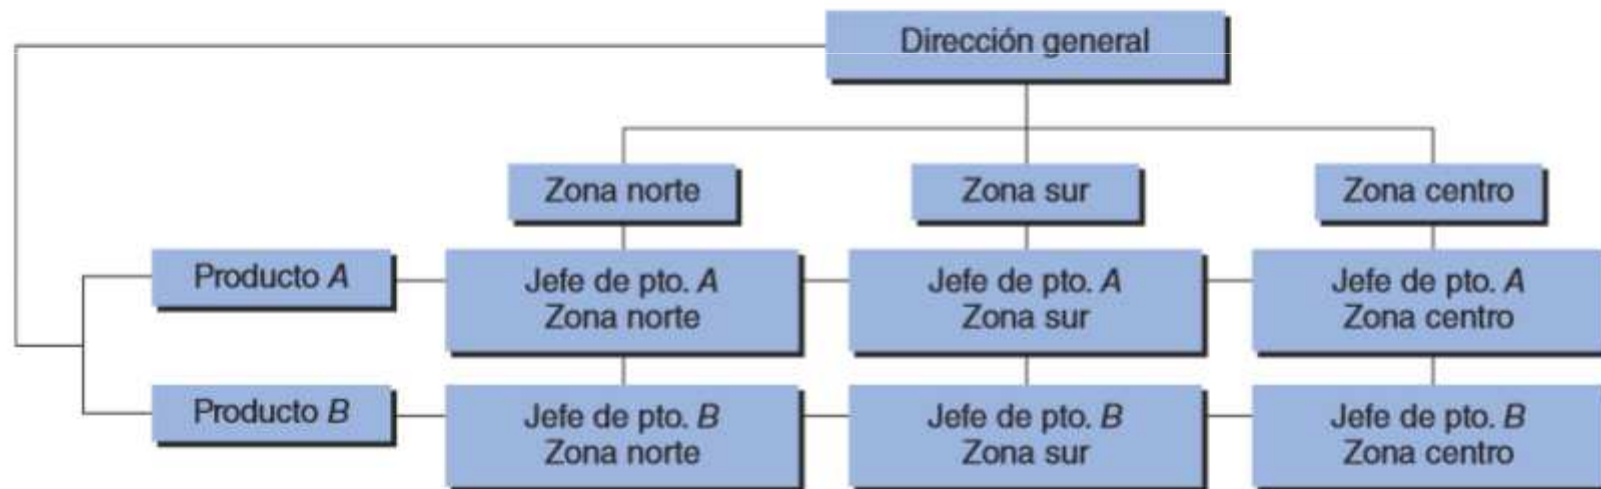 Dirección general
Zona norte
Zona sur
Zona centro
Producto A
Jefe de pto. A
Zona norte
Jefe de pto. A
Zona sur
Jefe de pto. A
Zona centro
Producto B
Jefe de pto. B
Zona norte
Jefe de pto. B
Zona sur
Jefe de pto. B
Zona centro